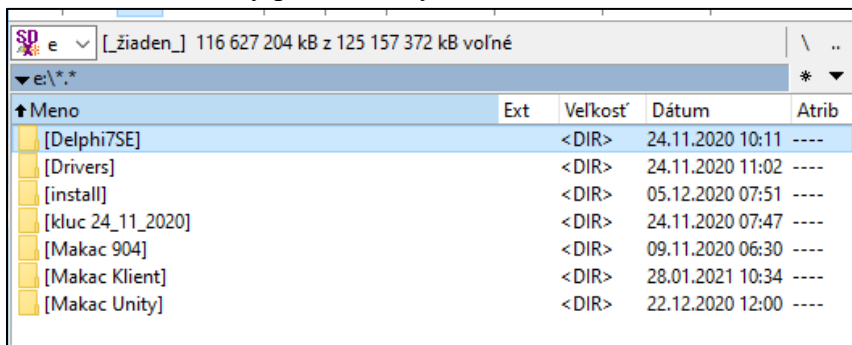 e [_žiaden_] 116 627 204 kB z 125 157 372 kB voľné \ ..
e:\*.* *
Meno Ext Veľkosť Dátum Atrib
[Delphi7SE] <DIR> 24.11.2020 10:11 ----
[Drivers] <DIR> 24.11.2020 11:02 ----
[install] <DIR> 05.12.2020 07:51 ----
[kluc 24_11_2020] <DIR> 24.11.2020 07:47 ----
[Makac 904] <DIR> 09.11.2020 06:30 ----
[Makac Klient] <DIR> 28.01.2021 10:34 ----
[Makac Unity] <DIR> 22.12.2020 12:00 ----